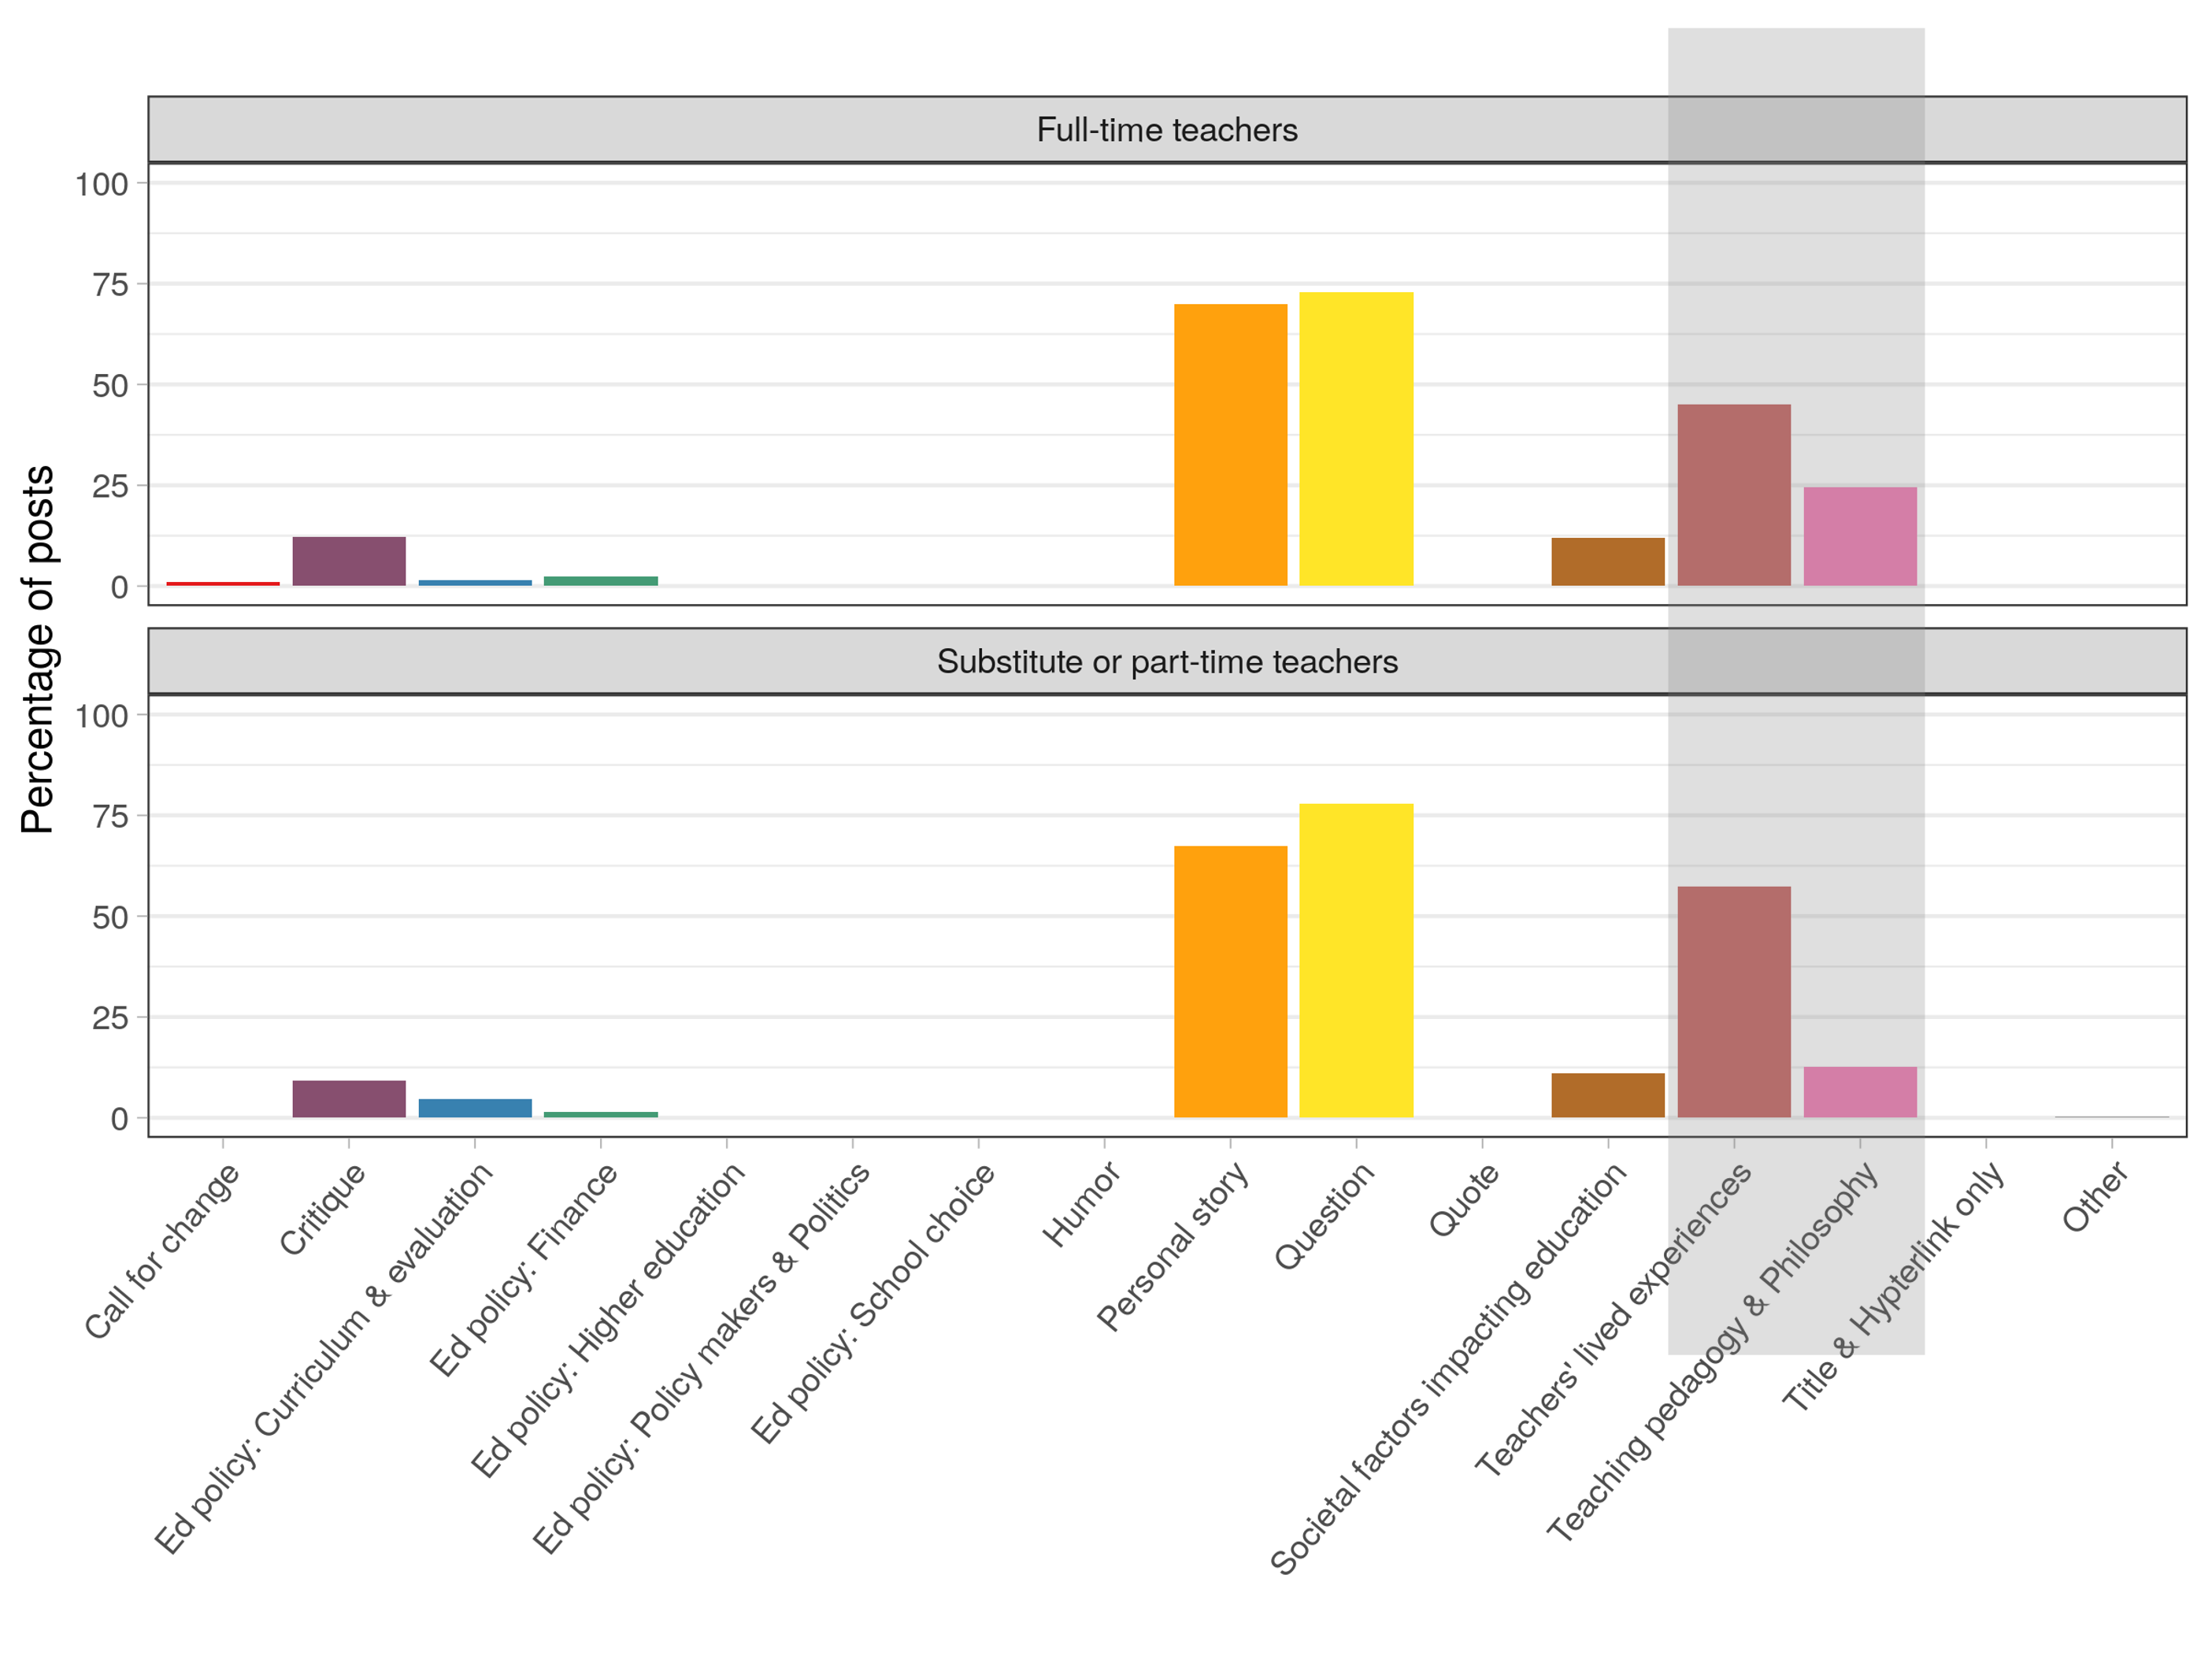 Full-time teachers
100
75
50
25
0
Substitute or part-time teachers
100
75
50
25
0
Percentage of posts
Call for change
Critique
Ed policy: Curriculum & evaluation
Ed policy: Finance
Ed policy: Higher education
Ed policy: Policy makers & Politics
Ed policy: School choice
Humor
Personal story
Question
Quote
Societal factors impacting education
Teachers' lived experiences
Teaching pedagogy & Philosophy
Title & Hypterlink only
Other